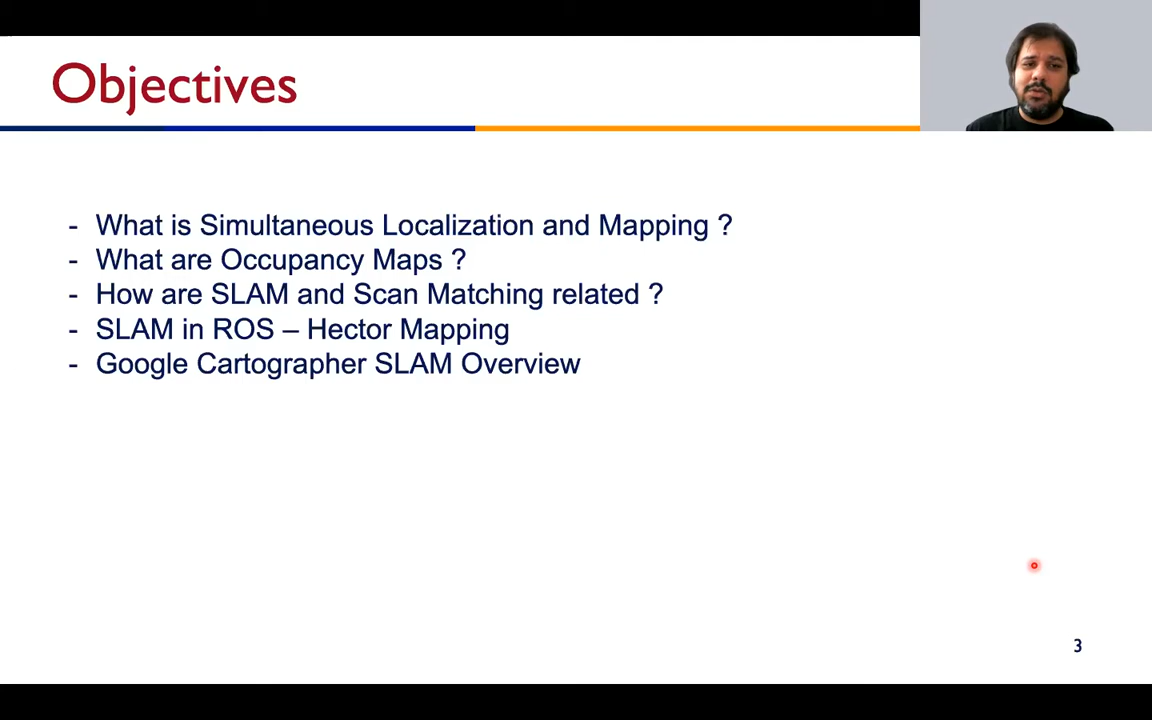 Objectives
- What is Simultaneous Localization and Mapping ?
- What are Occupancy Maps ?
- How are SLAM and Scan Matching related ?
- SLAM in ROS – Hector Mapping
- Google Cartographer SLAM Overview
3